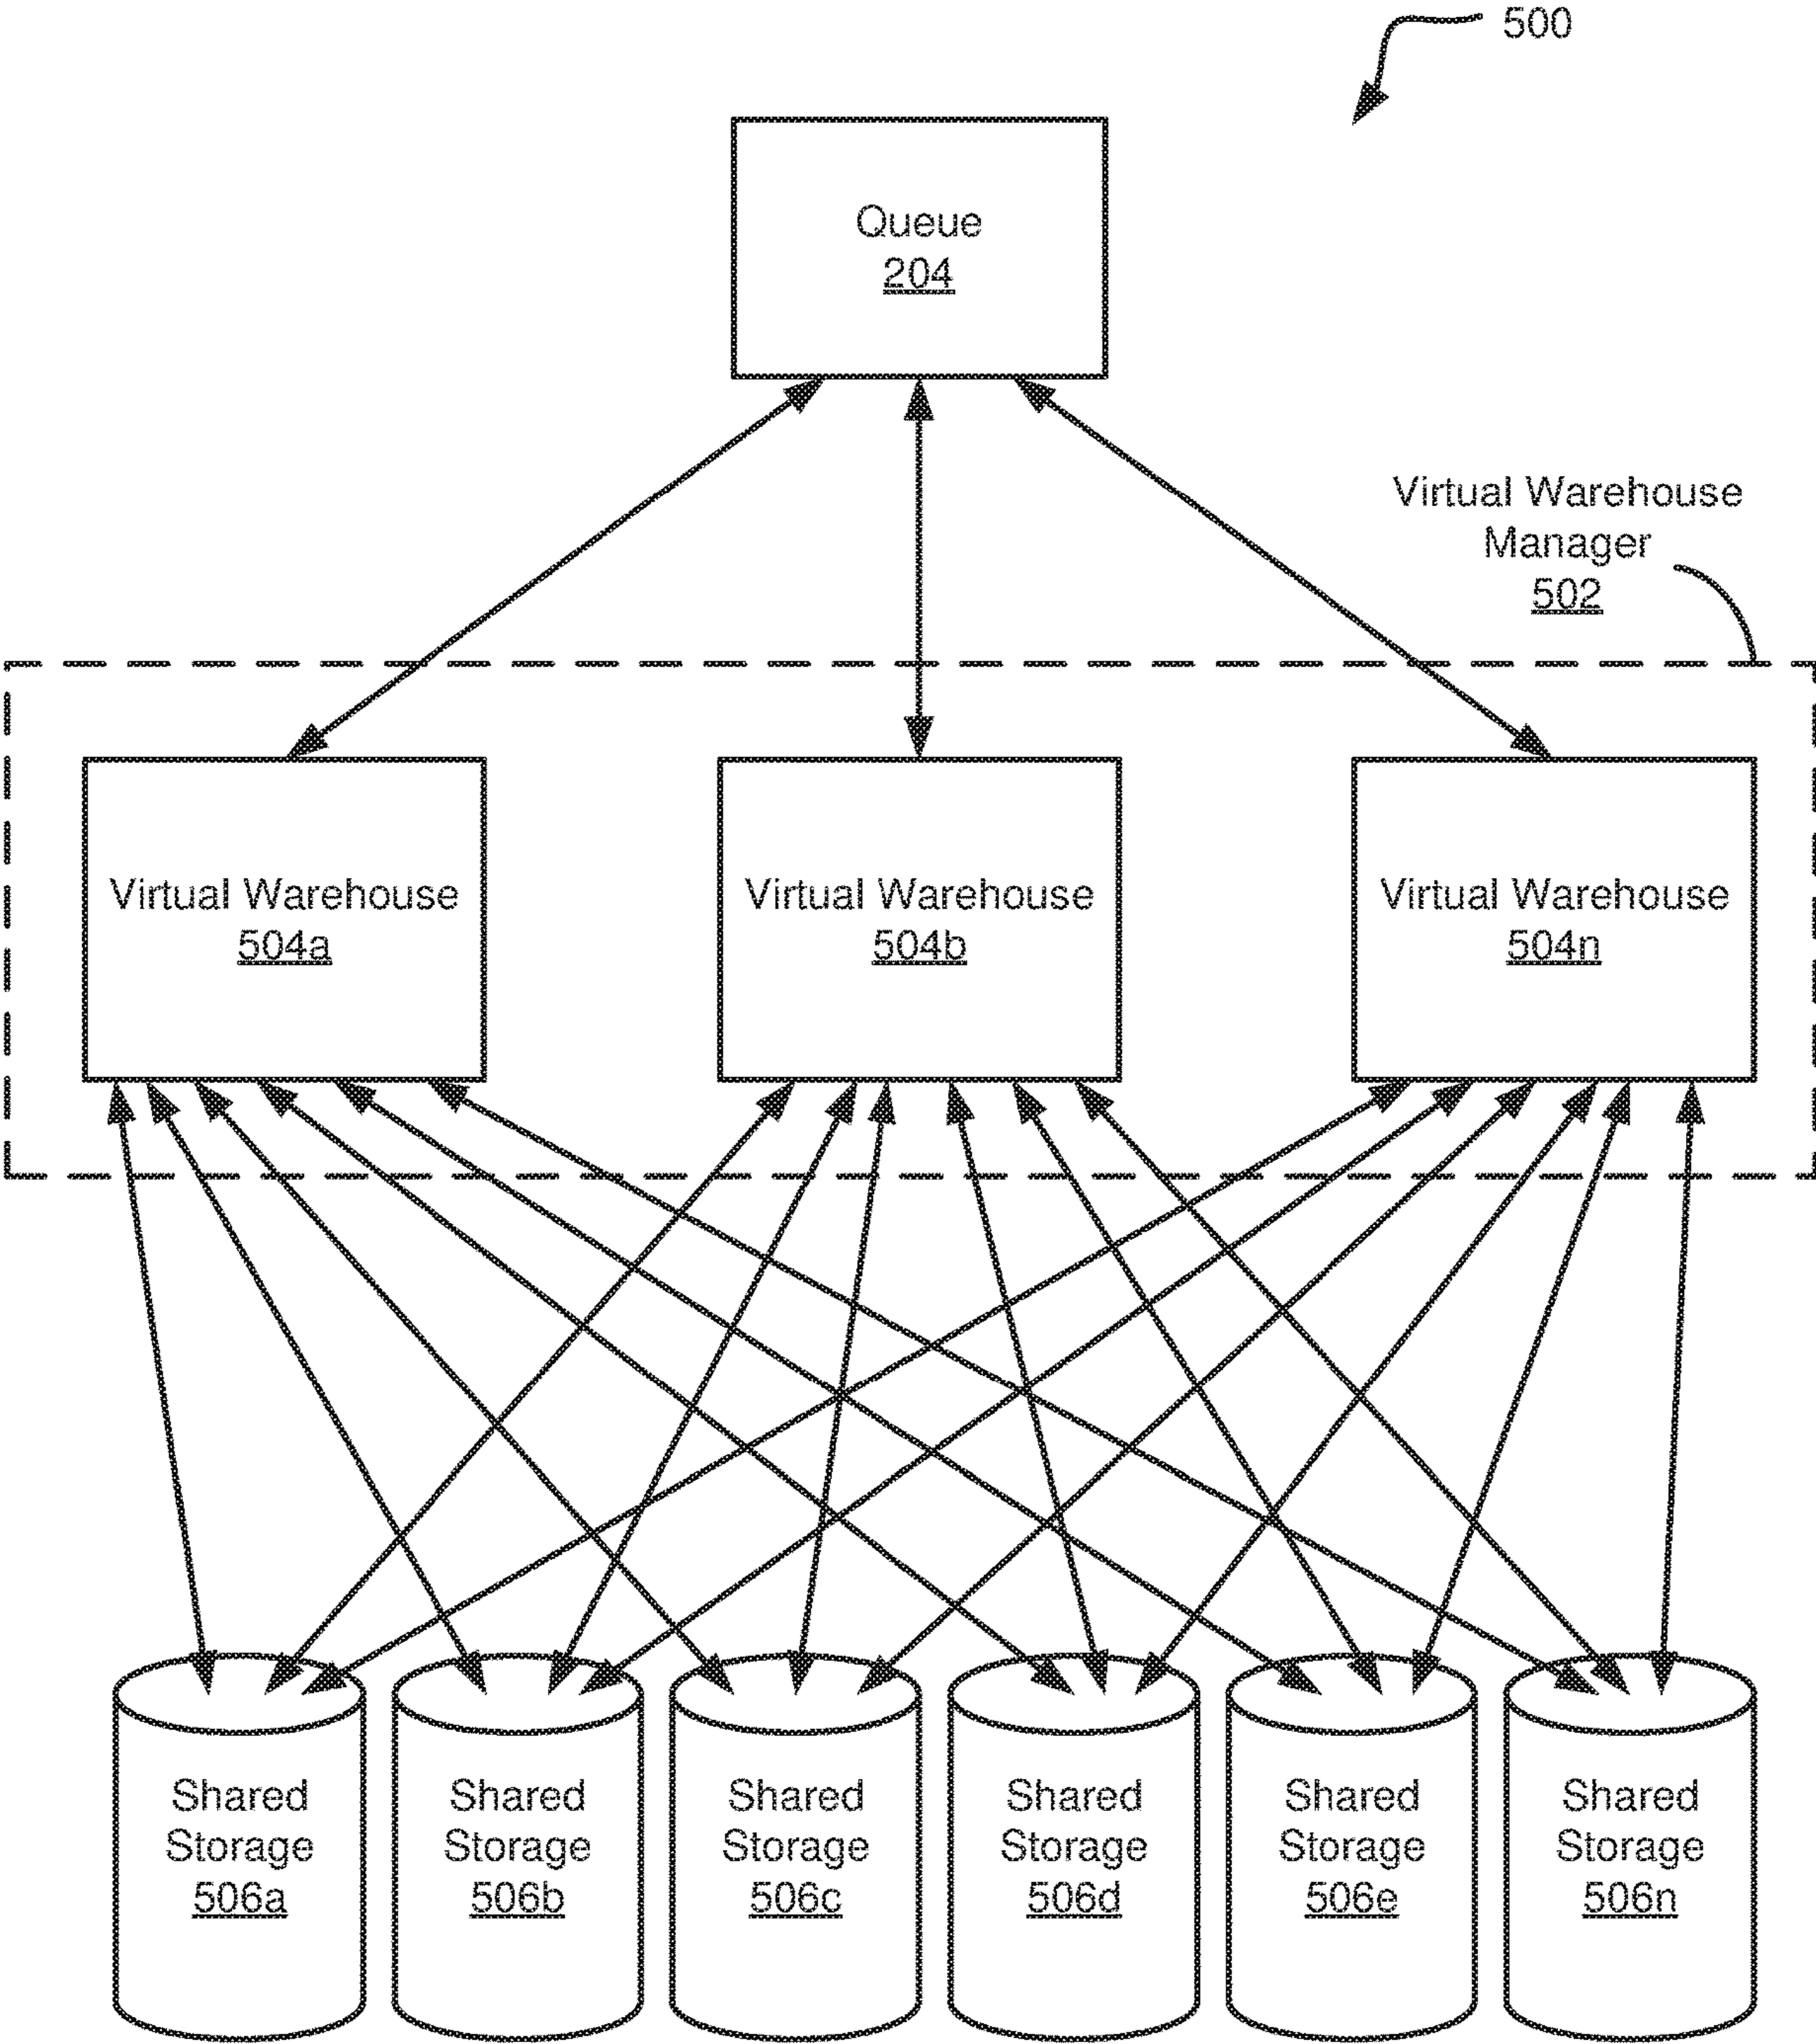 500
Queue
204
Virtual Warehouse
Manager
502
Virtual Warehouse
504a
Virtual Warehouse
504b
Virtual Warehouse
504n
Shared
Storage
506a
Shared
Storage
506b
Shared
Storage
506c
Shared
Storage
506d
Shared
Storage
506e
Shared
Storage
506n